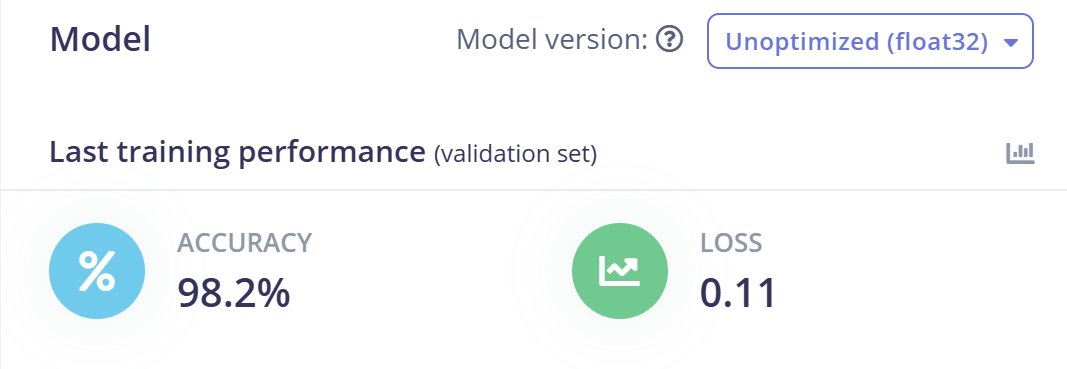 Model
Model version: ?
Unoptimized (float32)
Last training performance (validation set)
%
ACCURACY
98.2%
LOSS
0.11